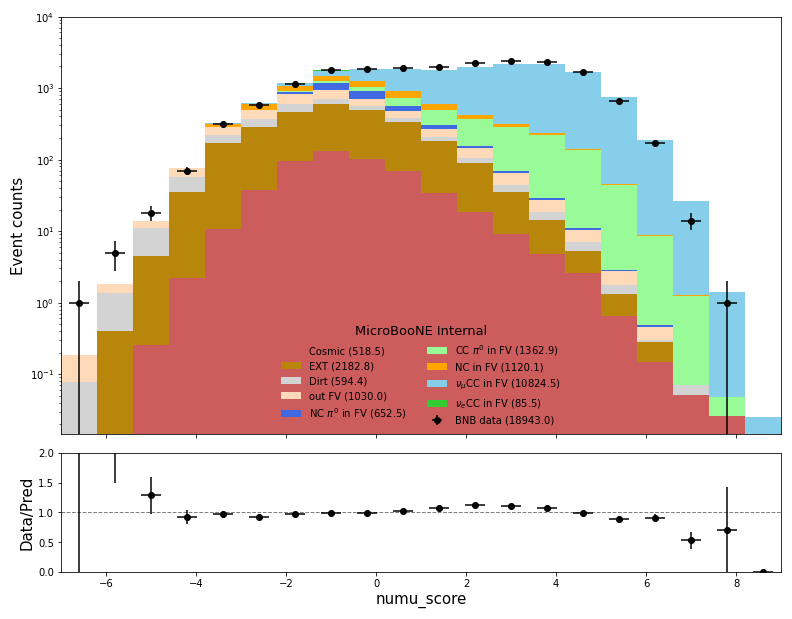 10⁴
10³
10²
10¹
10⁰
10⁻¹
Event counts
MicroBooNE Internal
Cosmic (518.5)
EXT (2182.8)
Dirt (594.4)
out FV (1030.0)
NC π⁰ in FV (652.5)
CC π⁰ in FV (1362.9)
NC in FV (1120.1)
νμCC in FV (10824.5)
νeCC in FV (85.5)
BNB data (18943.0)
2.0
1.5
1.0
0.5
0.0
Data/Pred
−6 −4 −2 0 2 4 6 8
numu_score